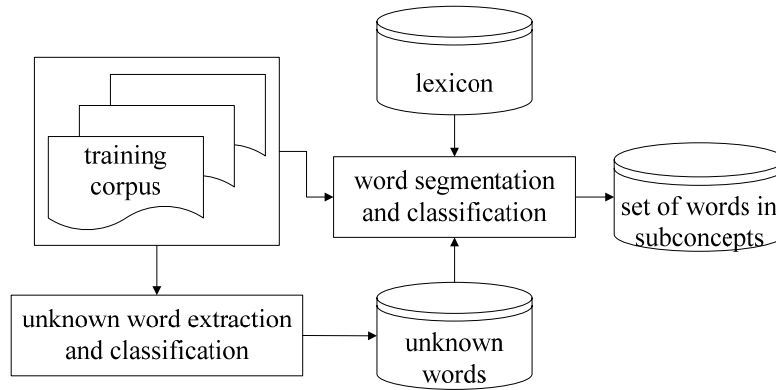 lexicon
training
corpus
word segmentation
and classification
set of words in
subconcepts
unknown word extraction
and classification
unknown
words